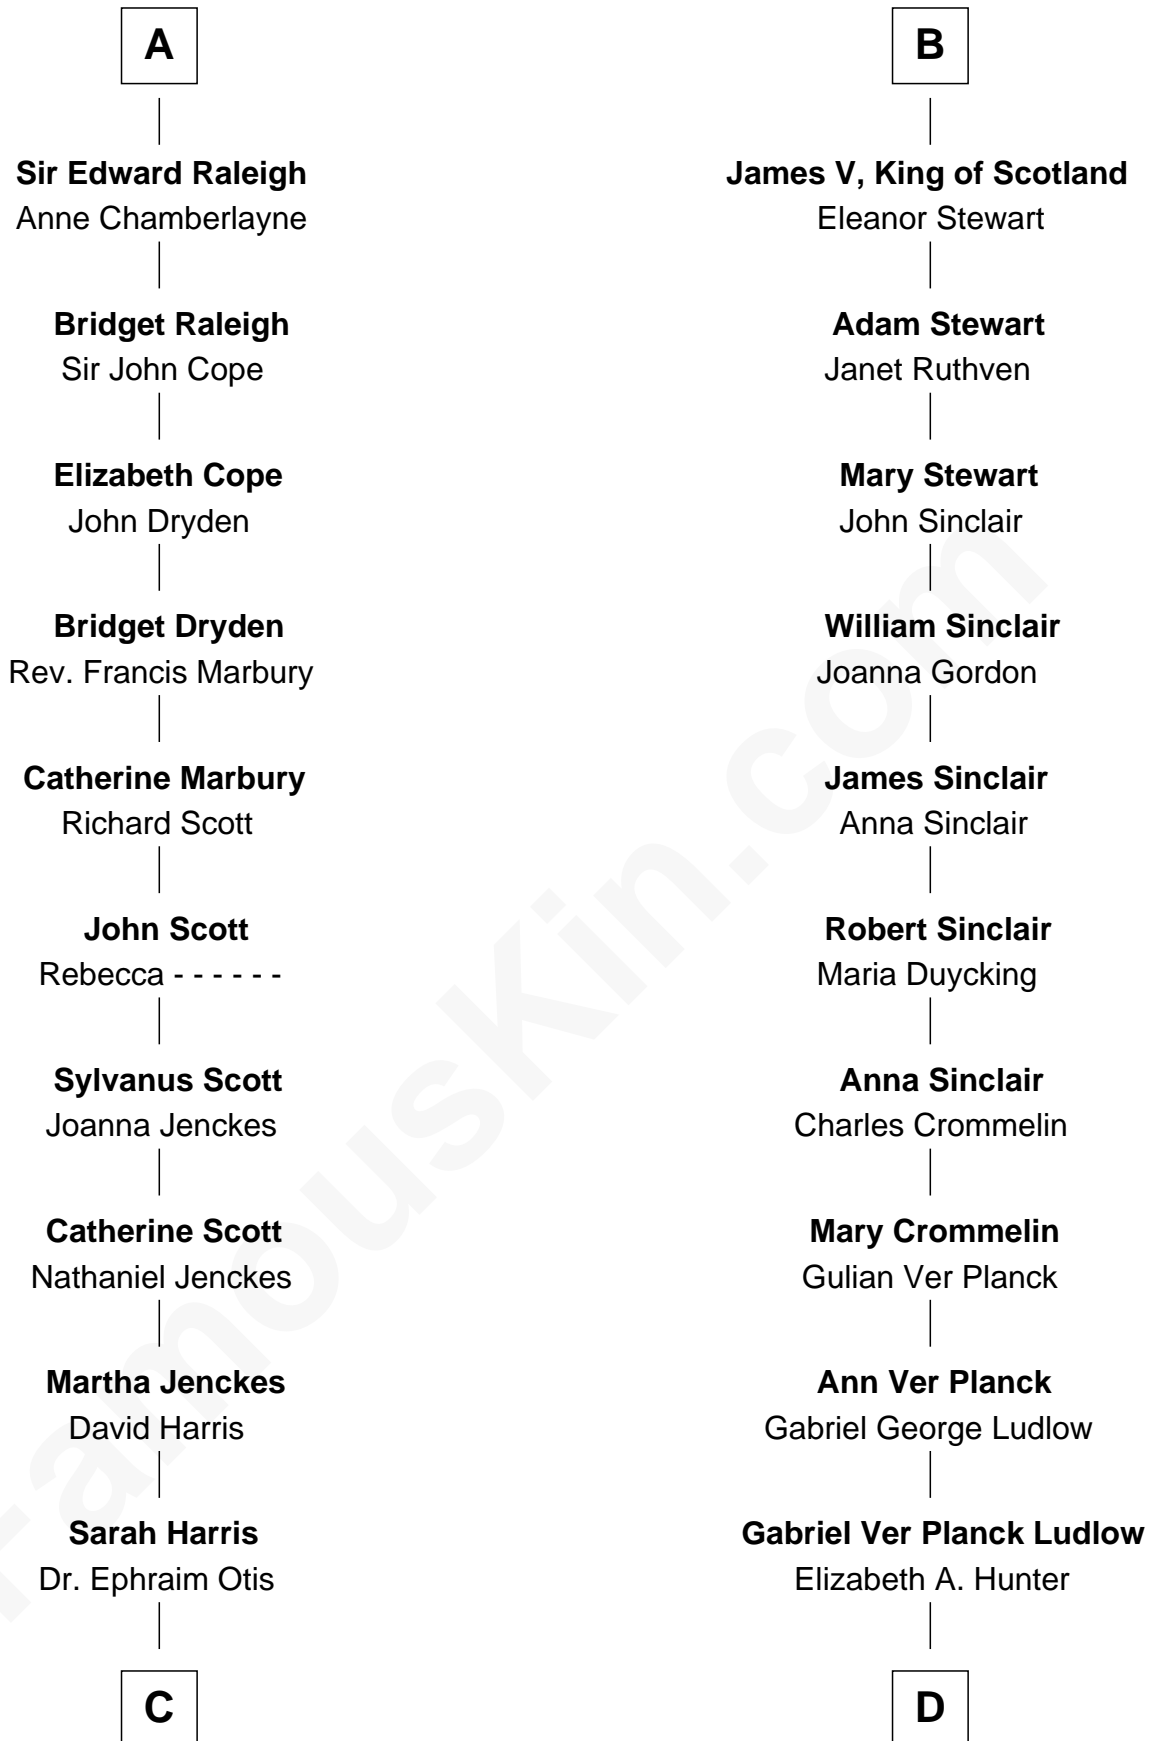 A
Sir Edward Raleigh
Anne Chamberlayne
Bridget Raleigh
Sir John Cope
Elizabeth Cope
John Dryden
Bridget Dryden
Rev. Francis Marbury
Catherine Marbury
Richard Scott
John Scott
Rebecca - - - - - -
Sylvanus Scott
Joanna Jenckes
Catherine Scott
Nathaniel Jenckes
Martha Jenckes
David Harris
Sarah Harris
Dr. Ephraim Otis
C
B
James V, King of Scotland
Eleanor Stewart
Adam Stewart
Janet Ruthven
Mary Stewart
John Sinclair
William Sinclair
Joanna Gordon
James Sinclair
Anna Sinclair
Robert Sinclair
Maria Duycking
Anna Sinclair
Charles Crommelin
Mary Crommelin
Gulian Ver Planck
Ann Ver Planck
Gabriel George Ludlow
Gabriel Ver Planck Ludlow
Elizabeth A. Hunter
D
FamousKin.com